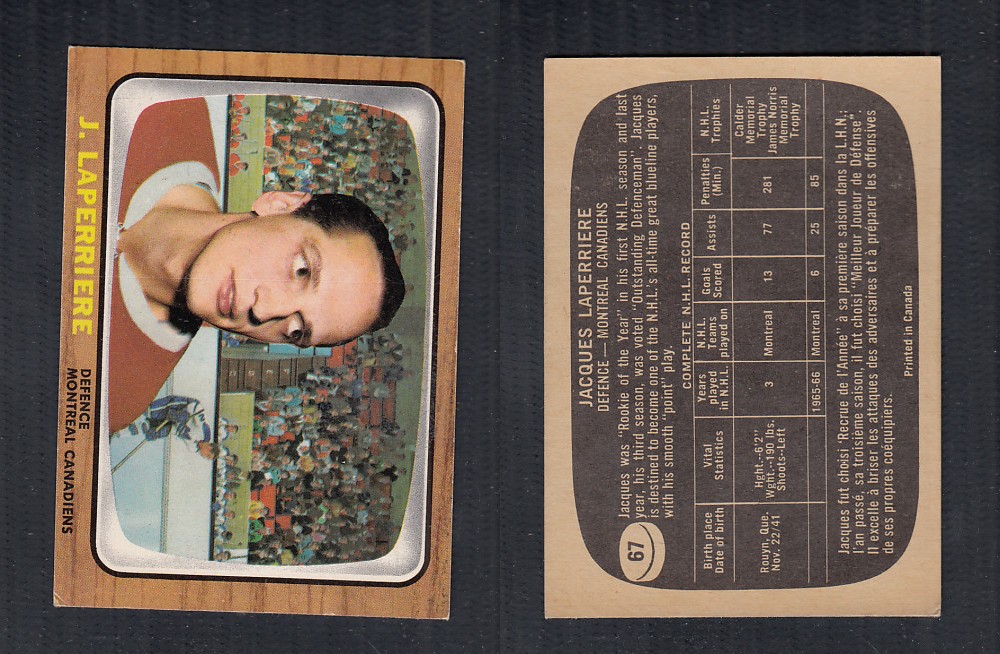 J. LAPERRIERE
DEFENCE
MONTREAL CANADIENS
67
JACQUES LAPERRIERE
DEFENCE — MONTREAL CANADIENS
Jacques was "Rookie of the Year" in his first N.H.L. season and last
year, his third season, was voted "Outstanding Defenceman". Jacques
is destined to become one of the N.H.L.'s all-time great blueline players,
with his smooth "point" play.
COMPLETE N.H.L. RECORD
Birth place
Date of birth
Vital
Statistics
Years
played
in N.H.L.
N.H.L.
Teams
played on
Goals
Scored
Assists
Penalties
(Min.)
N.H.L.
Trophies
Rouyn, Que.
Nov. 22/41
Hght.--6'2"
Wght--190 lbs.
Shoots--Left
3
Montreal
13
77
281
Calder
Memorial
Trophy
James Norris
Memorial
Trophy
1965-66
Montreal
6
25
85
Jacques fut choisi 'Recrue de l'Année" à sa première saison dans la L.H.N.;
l'an passé, sa troisième saison, il fut choisi "Meilleur Joueur de Défense".
Il excelle à briser les attaques des adversaires et à préparer les offensives
de ses propres coéquipiers.
Printed in Canada